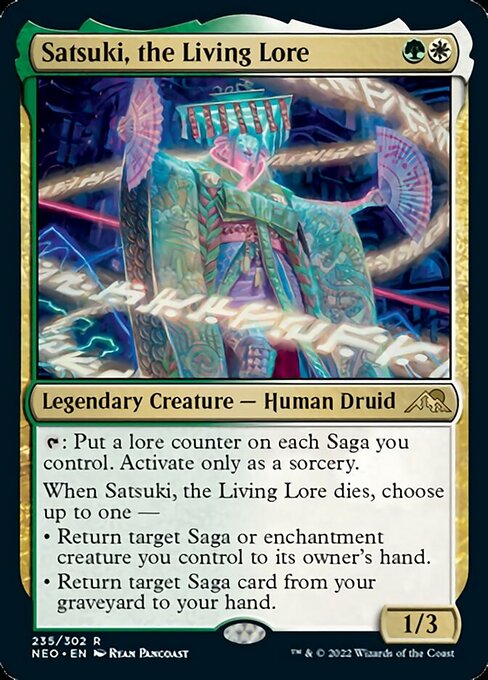 Satsuki, the Living Lore
Legendary Creature — Human Druid
: Put a lore counter on each Saga you
control. Activate only as a sorcery.
When Satsuki, the Living Lore dies, choose
up to one —
• Return target Saga or enchantment
creature you control to its owner's hand.
• Return target Saga card from your
graveyard to your hand.
1/3
235/302 R
NEO • EN Ryan Pancoast
™ & © 2022 Wizards of the Coast